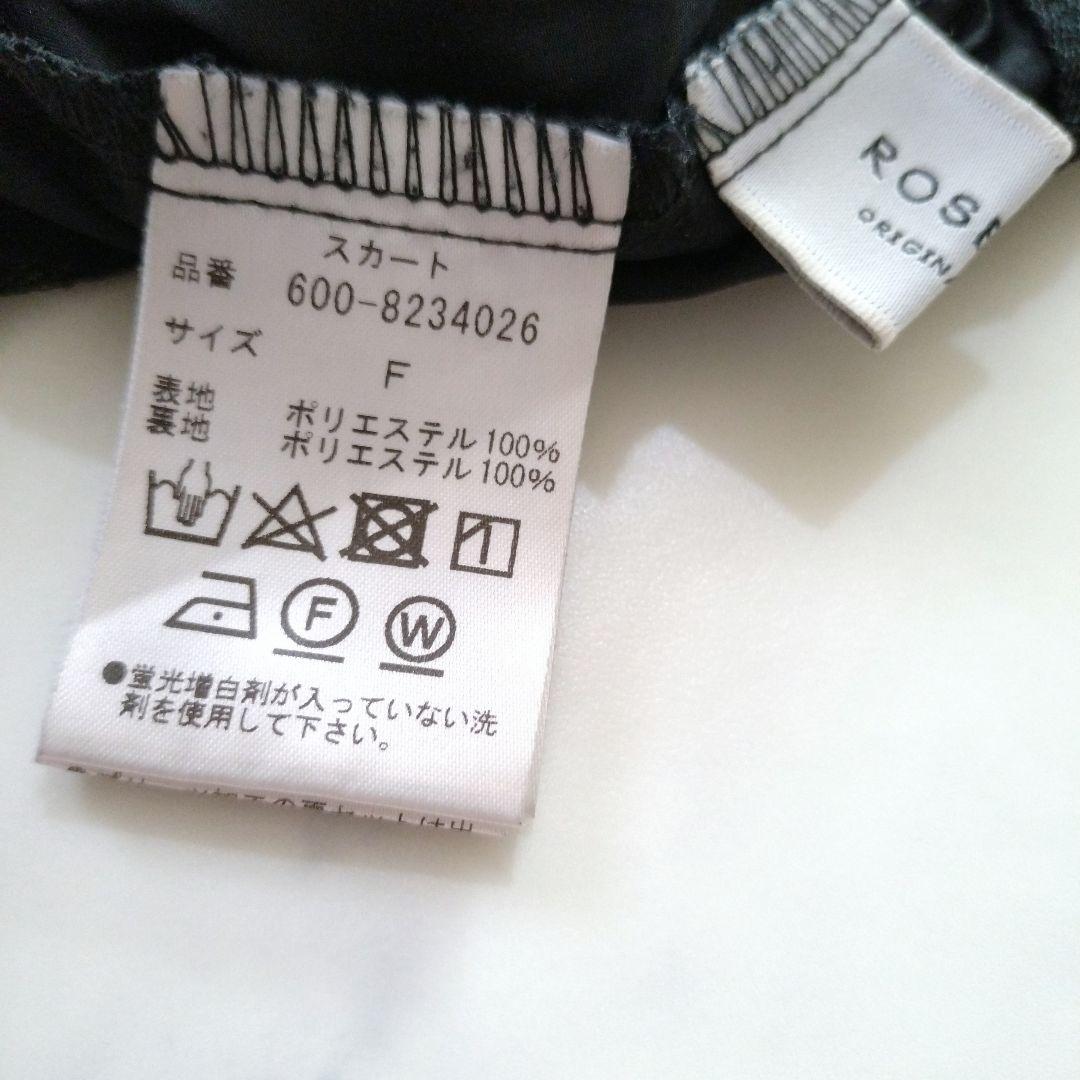 スカート
品番 600-8234026
サイズ F
表地 ポリエステル100%
裏地 ポリエステル100%
F W
●蛍光増白剤が入っていない洗
剤を使用して下さい。
ROSE
ORIGIN